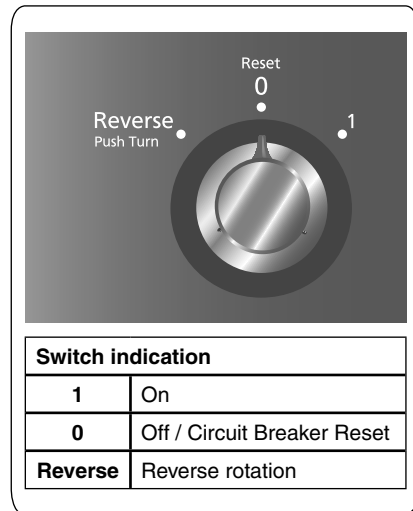 Reset
0
Reverse
Push Turn
1
Switch indication
1 On
0 Off / Circuit Breaker Reset
Reverse Reverse rotation